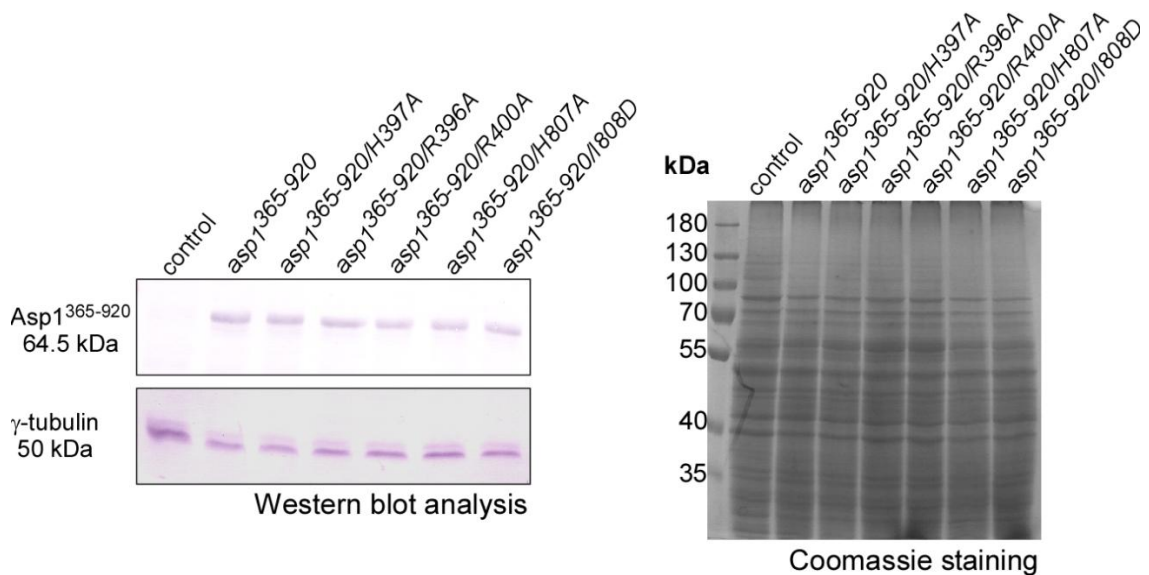 control
asp1365-920
asp1365-920/H397A
asp1365-920/R396A
asp1365-920/R400A
asp1365-920/H807A
asp1365-920/I808D
Asp1365-920
64.5 kDa
γ-tubulin
50 kDa
Western blot analysis
kDa
control
asp1365-920
asp1365-920/H397A
asp1365-920/R396A
asp1365-920/R400A
asp1365-920/H807A
asp1365-920/I808D
180
130
100
70
55
40
35
Coomassie staining